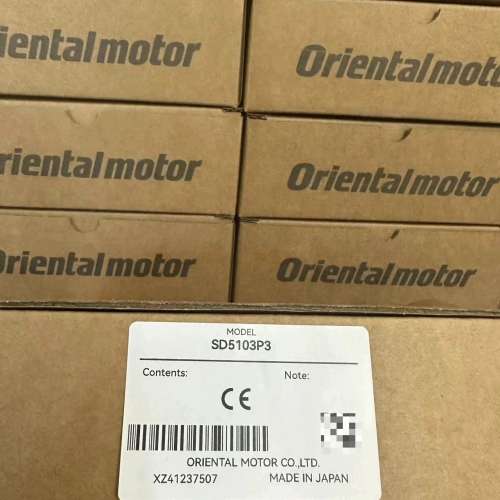 Orientalmotor
Orientalmotor
Orientalmotor
Orientalmotor
Orientalmotor
Orientalmotor
MODEL
SD5103P3
Contents:
Note:
CE
ORIENTAL MOTOR CO.,LTD.
XZ41237507
MADE IN JAPAN